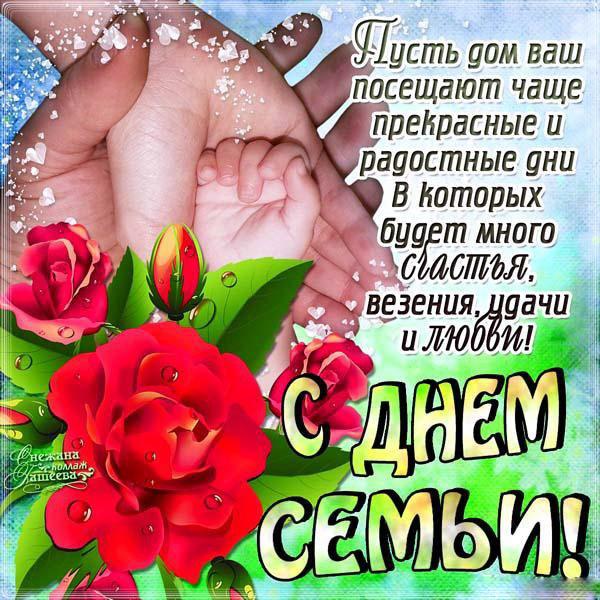 Пусть дом ваш
посещают чаще
прекрасные и
радостные дни
В которых
будет много
счастья,
везения, удачи
и любви!
С ДНЕМ
СЕМЬИ!
Снежана
коллаж
Зашеева